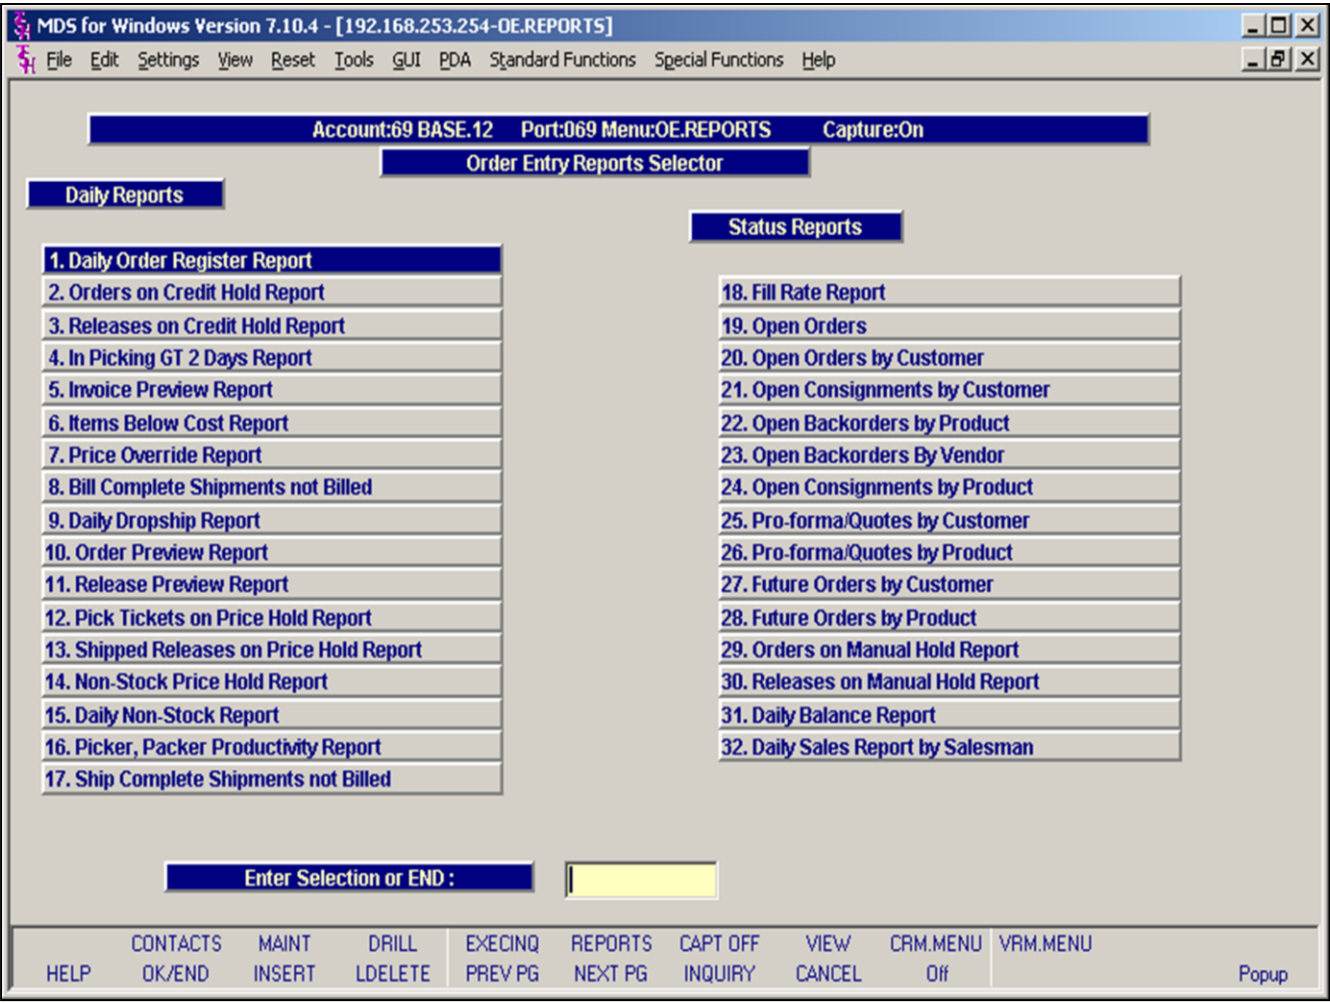 MDS for Windows Version 7.10.4 - [192.168.253.254-OE.REPORTS]
File Edit Settings View Reset Tools GUI PDA Standard Functions Special Functions Help
Account:69 BASE.12 Port:069 Menu:OE.REPORTS Capture:On
Order Entry Reports Selector
Daily Reports
1. Daily Order Register Report
2. Orders on Credit Hold Report
3. Releases on Credit Hold Report
4. In Picking GT 2 Days Report
5. Invoice Preview Report
6. Items Below Cost Report
7. Price Override Report
8. Bill Complete Shipments not Billed
9. Daily Dropship Report
10. Order Preview Report
11. Release Preview Report
12. Pick Tickets on Price Hold Report
13. Shipped Releases on Price Hold Report
14. Non-Stock Price Hold Report
15. Daily Non-Stock Report
16. Picker, Packer Productivity Report
17. Ship Complete Shipments not Billed
Status Reports
18. Fill Rate Report
19. Open Orders
20. Open Orders by Customer
21. Open Consignments by Customer
22. Open Backorders by Product
23. Open Backorders By Vendor
24. Open Consignments by Product
25. Pro-forma/Quotes by Customer
26. Pro-forma/Quotes by Product
27. Future Orders by Customer
28. Future Orders by Product
29. Orders on Manual Hold Report
30. Releases on Manual Hold Report
31. Daily Balance Report
32. Daily Sales Report by Salesman
Enter Selection or END :
CONTACTS MAINT DRILL EXECINQ REPORTS CAPT OFF VIEW CRM.MENU VRM.MENU
HELP OK/END INSERT LDELETE PREV PG NEXT PG INQUIRY CANCEL Off Popup